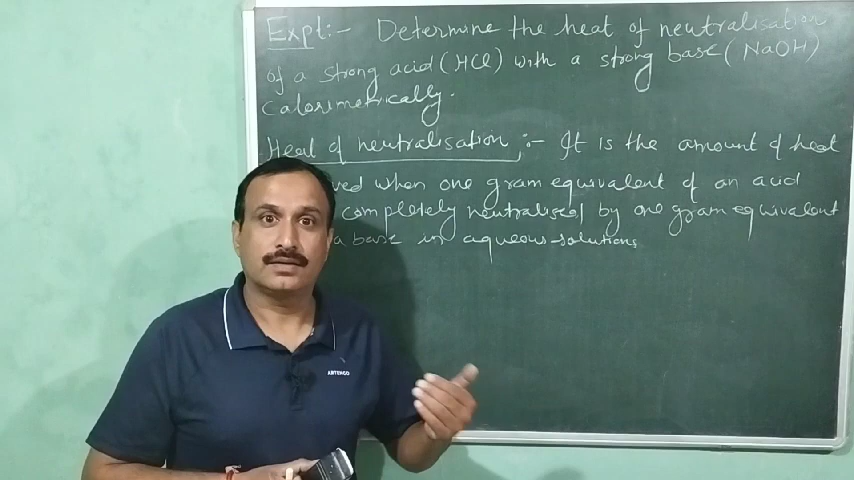 Expt:- Determine the heat of neutralisation
of a strong acid (HCl) with a strong base (NaOH)
Calorimetrically.
Heat of neutralisation :- It is the amount of heat
ved when one gram equivalent of an acid
completely neutralised by one gram equivalent
a base in aqueous solutions
ARTENGO